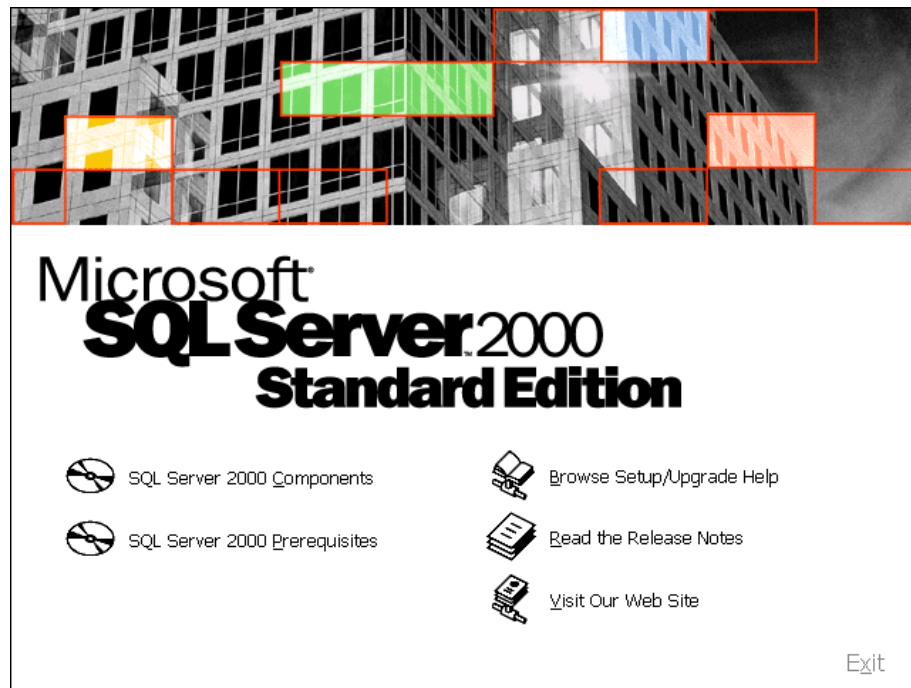 Microsoft®
SQL Server™ 2000
Standard Edition
SQL Server 2000 Components
SQL Server 2000 Prerequisites
Browse Setup/Upgrade Help
Read the Release Notes
Visit Our Web Site
Exit